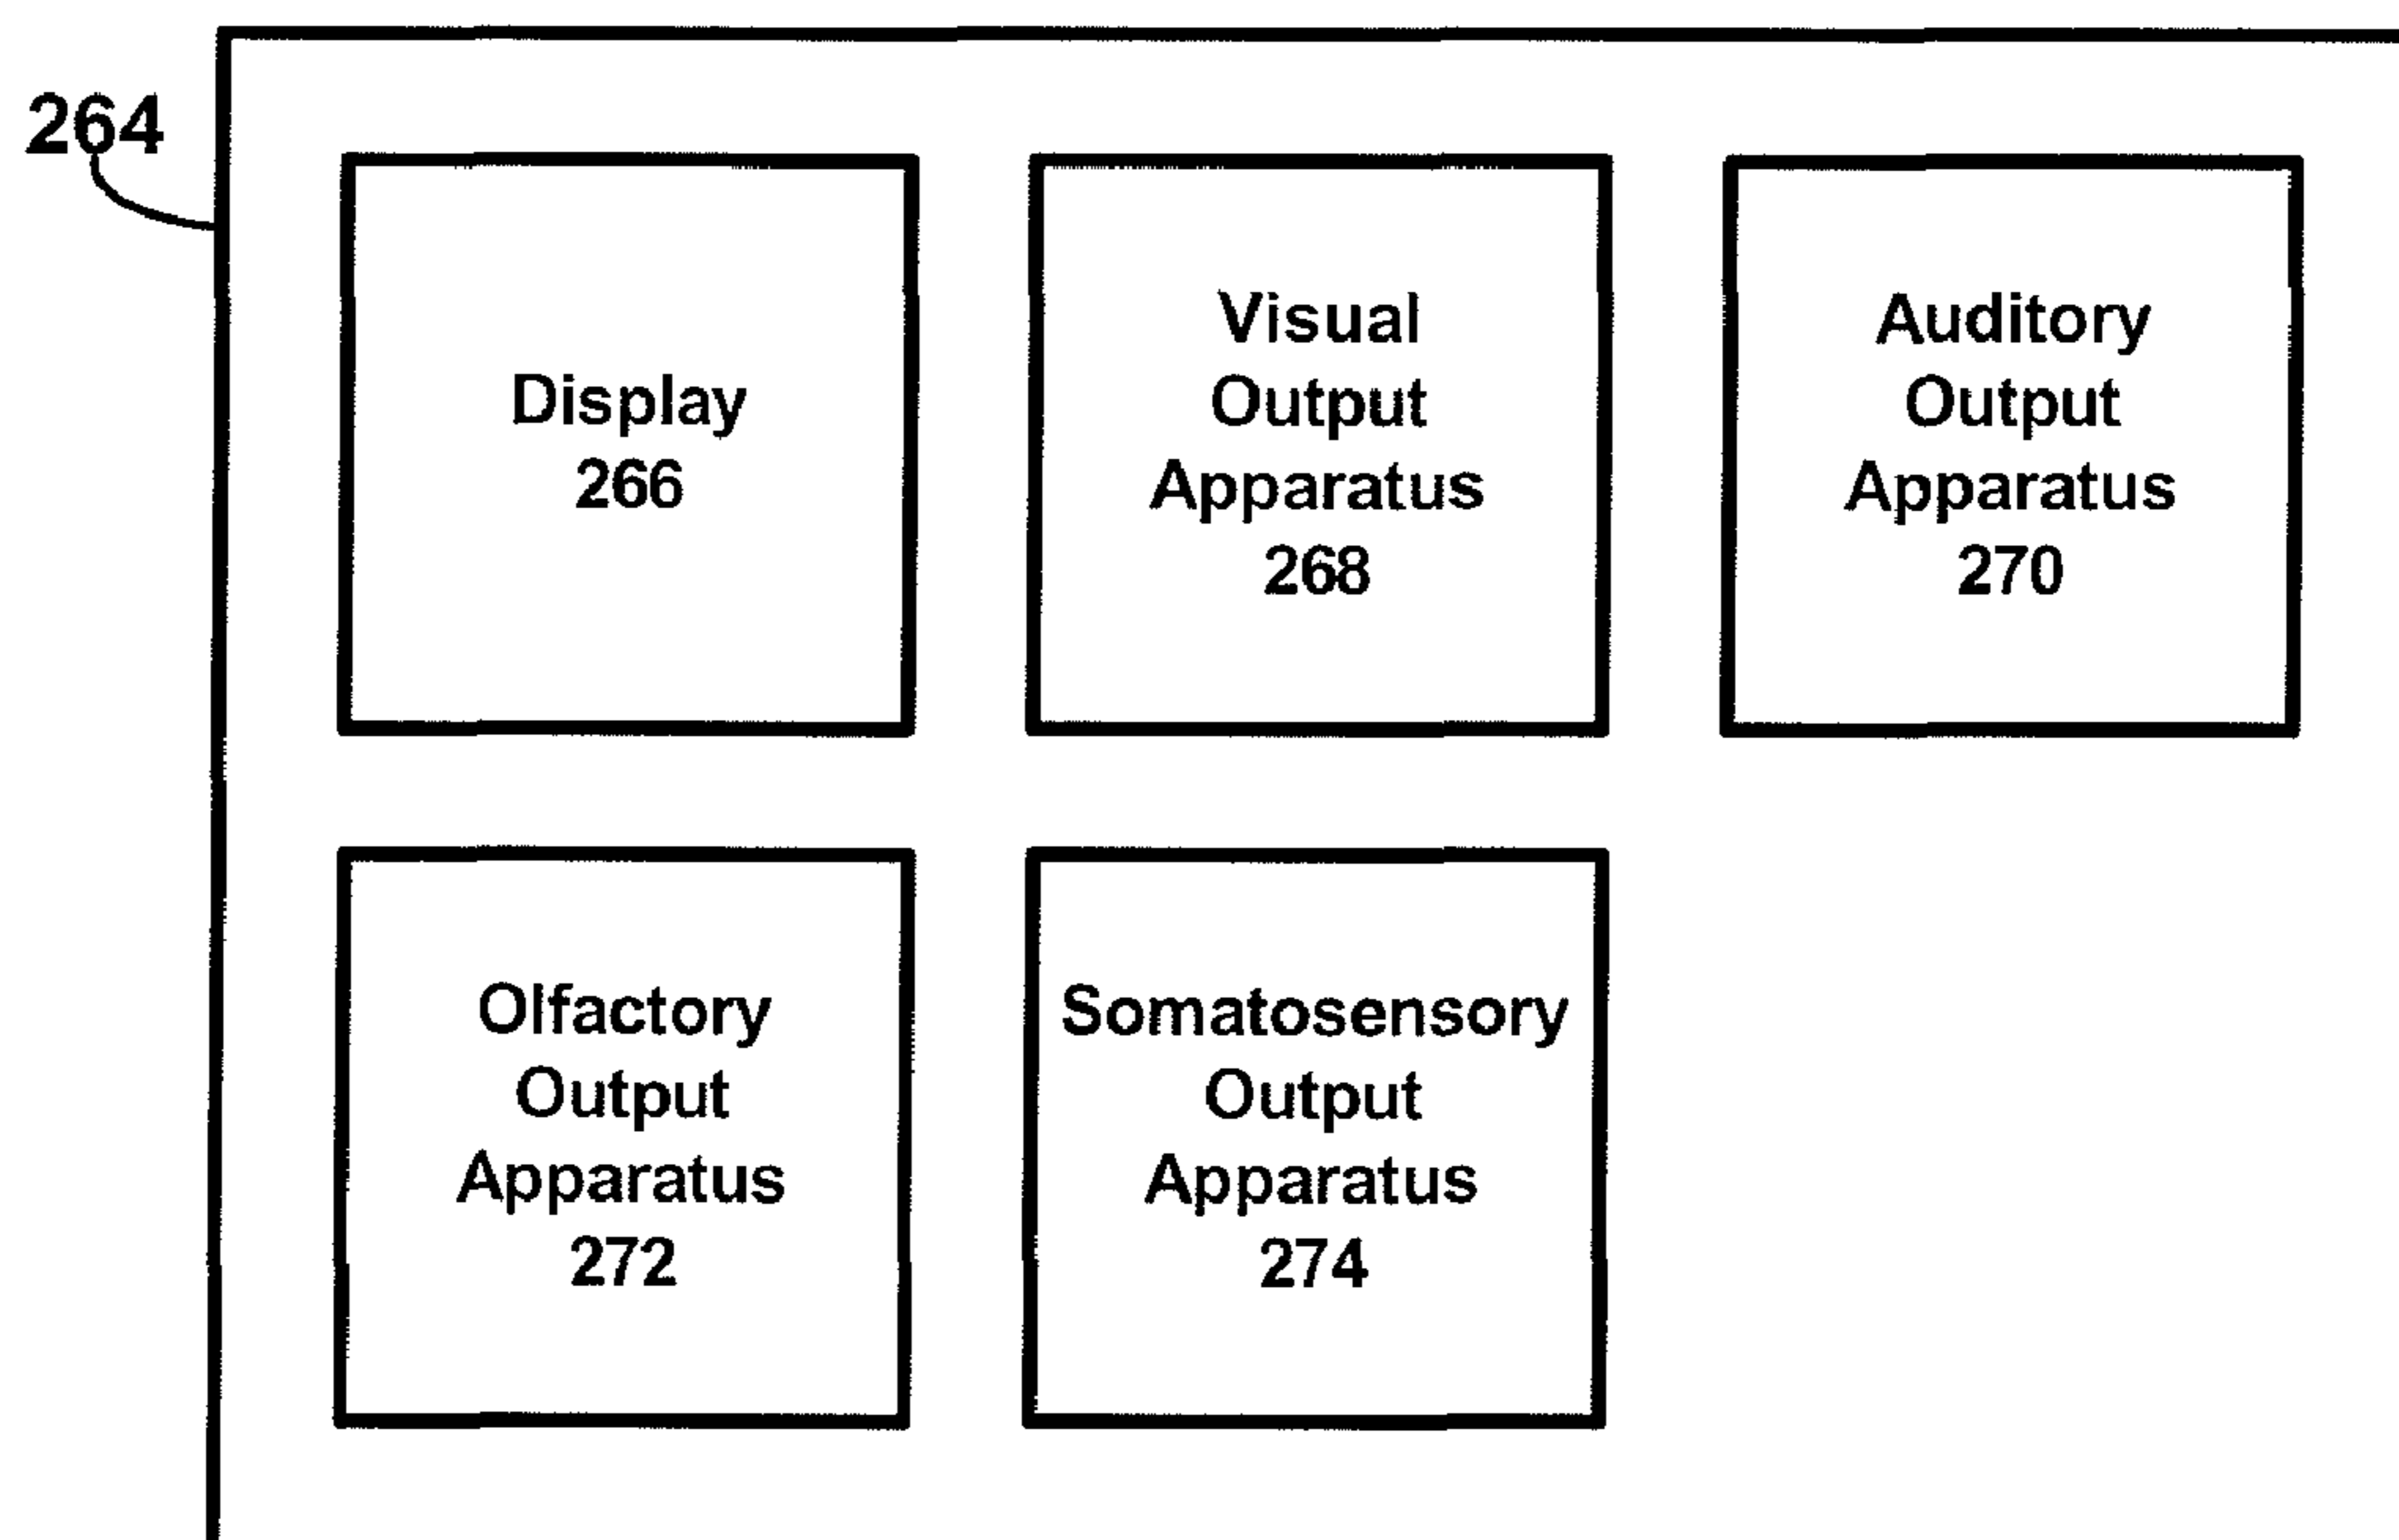 264
Display
266
Visual
Output
Apparatus
268
Auditory
Output
Apparatus
270
Olfactory
Output
Apparatus
272
Somatosensory
Output
Apparatus
274